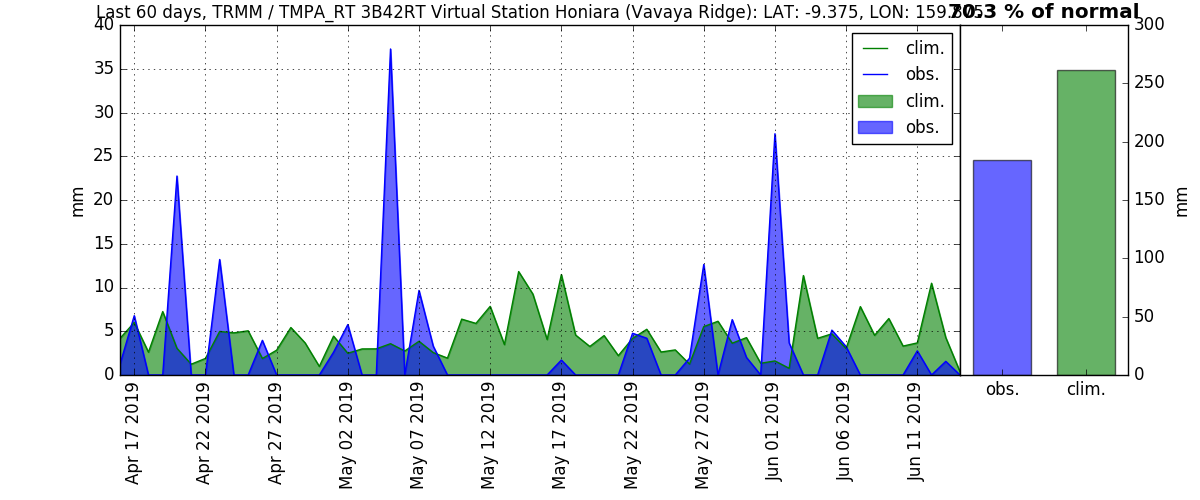 Last 60 days, TRMM / TMPA_RT 3B42RT Virtual Station Honiara (Vavaya Ridge): LAT: -9.375, LON:
70.3 % of normal
40
35
30
25
20
15
10
5
0
mm
clim.
obs.
clim.
obs.
300
250
200
150
100
50
0
mm
Apr 17 2019
Apr 22 2019
Apr 27 2019
May 02 2019
May 07 2019
May 12 2019
May 17 2019
May 22 2019
May 27 2019
Jun 01 2019
Jun 06 2019
Jun 11 2019
obs.
clim.